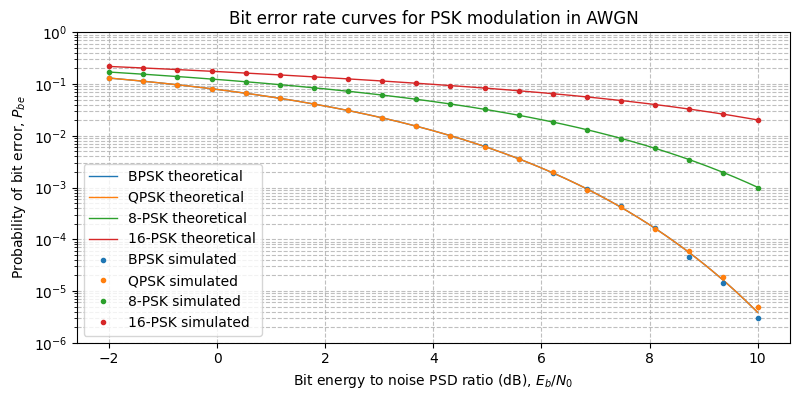 Bit error rate curves for PSK modulation in AWGN
Probability of bit error, P_be
10^0
10^−1
10^−2
10^−3
10^−4
10^−5
10^−6
BPSK theoretical
QPSK theoretical
8-PSK theoretical
16-PSK theoretical
BPSK simulated
QPSK simulated
8-PSK simulated
16-PSK simulated
−2 0 2 4 6 8 10
Bit energy to noise PSD ratio (dB), E_b/N_0